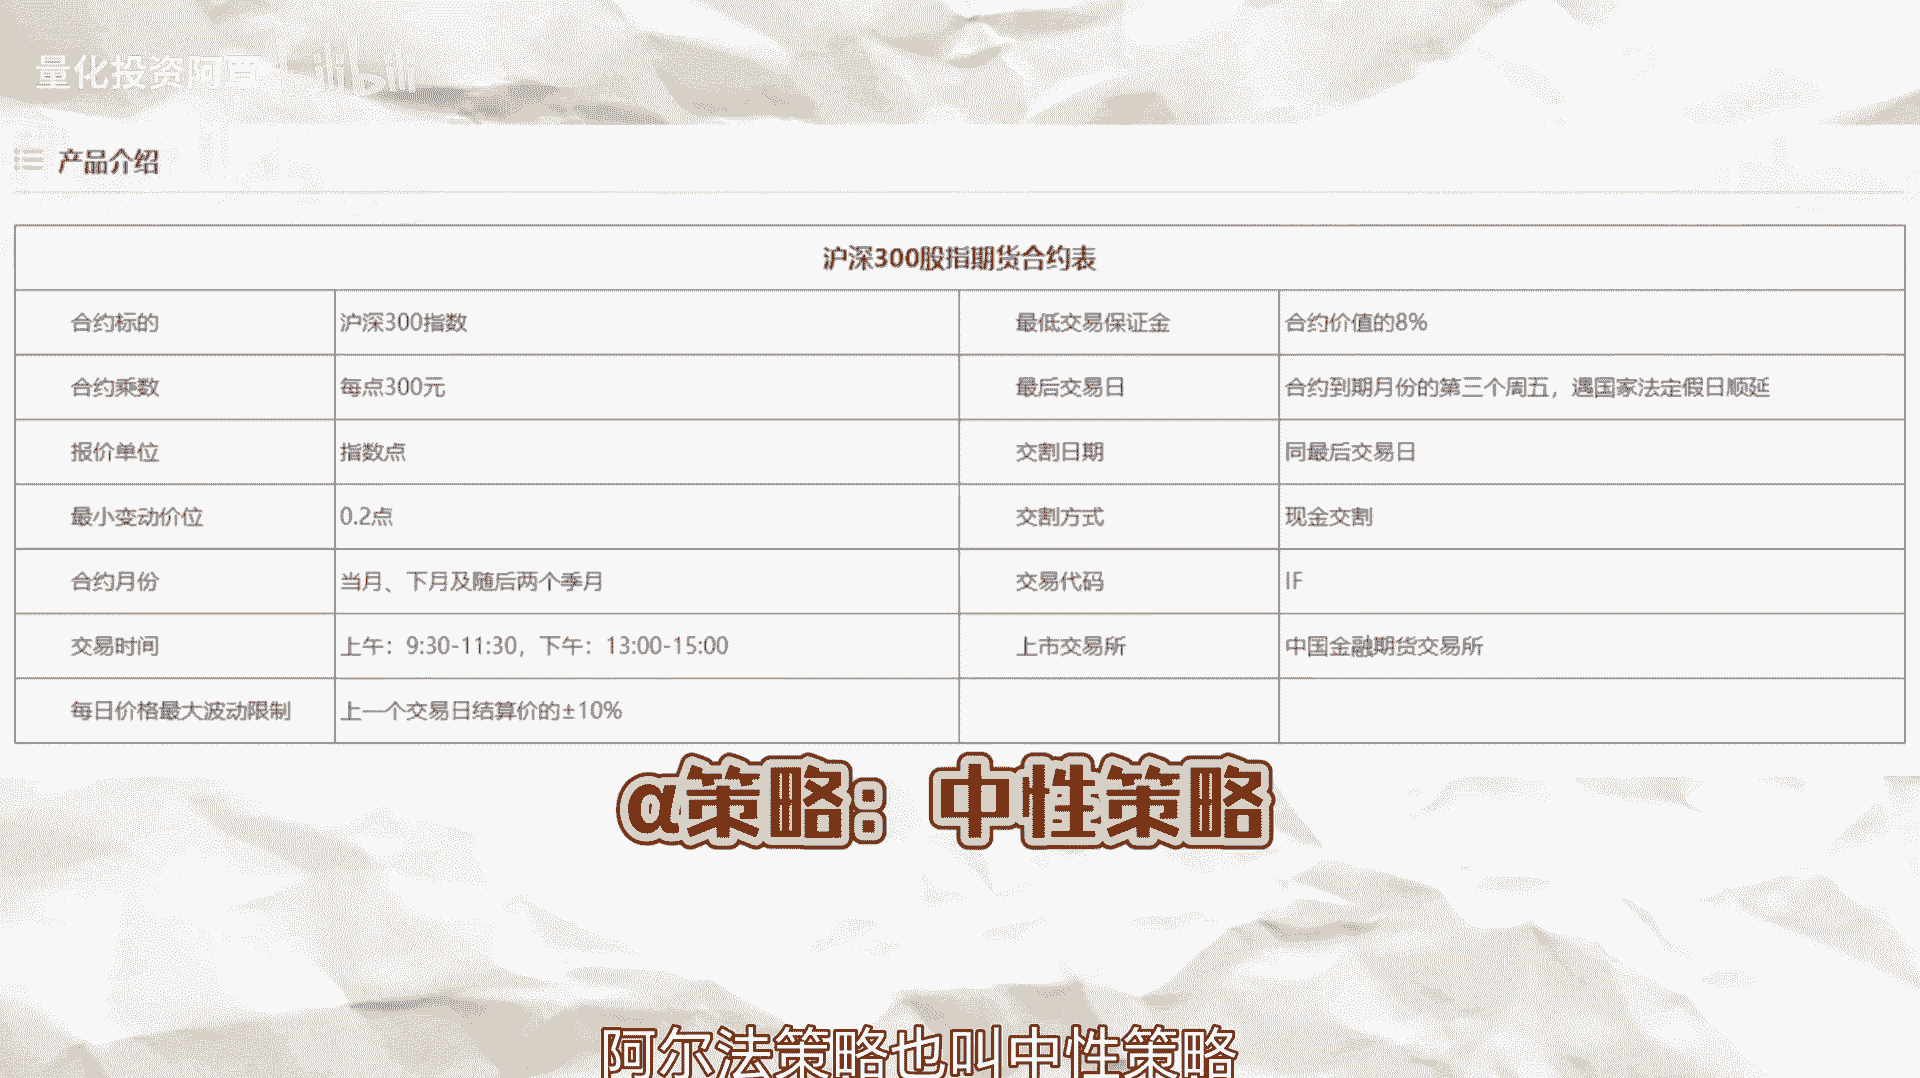 量化投资阿 bilibili
产品介绍
沪深300股指期货合约表
合约标的 沪深300指数 最低交易保证金 合约价值的8%
合约乘数 每点300元 最后交易日 合约到期月份的第三个周五，遇国家法定假日顺延
报价单位 指数点 交割日期 同最后交易日
最小变动价位 0.2点 交割方式 现金交割
合约月份 当月、下月及随后两个季月 交易代码 IF
交易时间 上午：9:30-11:30，下午：13:00-15:00 上市交易所 中国金融期货交易所
每日价格最大波动限制 上一个交易日结算价的±10%
α策略：中性策略
阿尔法策略也叫中性策略